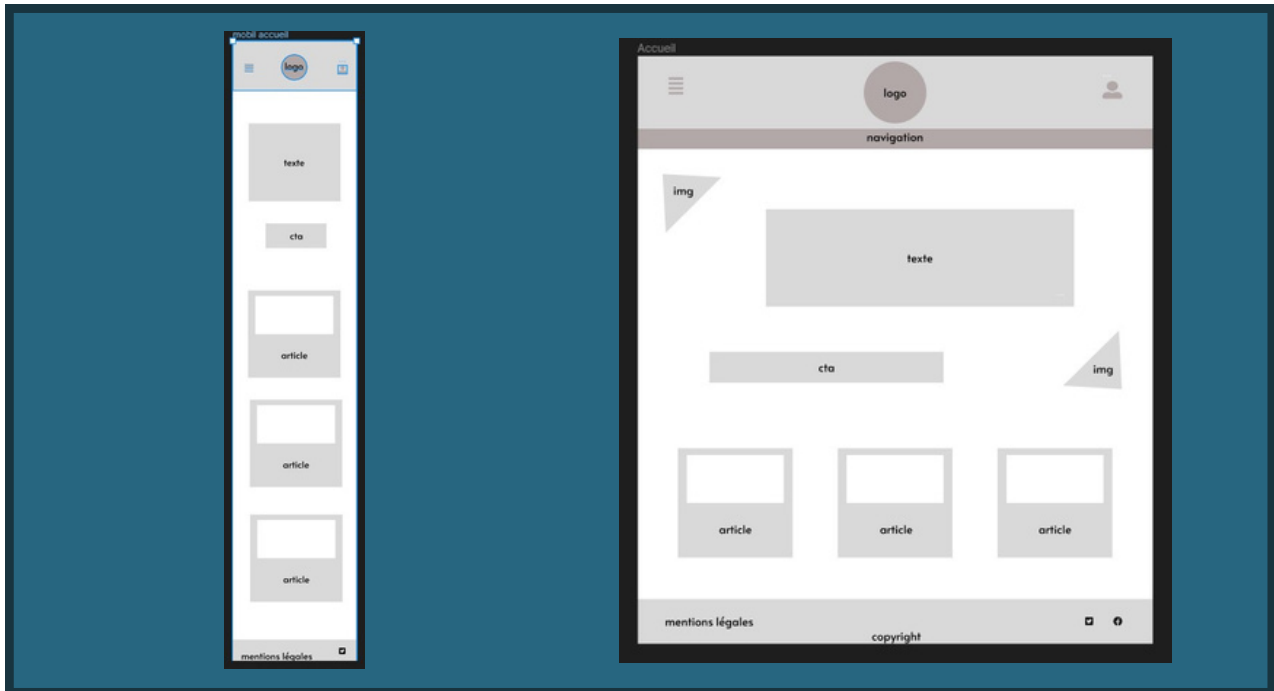 mobil accueil
logo
texte
cta
article
article
article
mentions légales
Accueil
logo
navigation
img
texte
cta
img
article
article
article
mentions légales
copyright